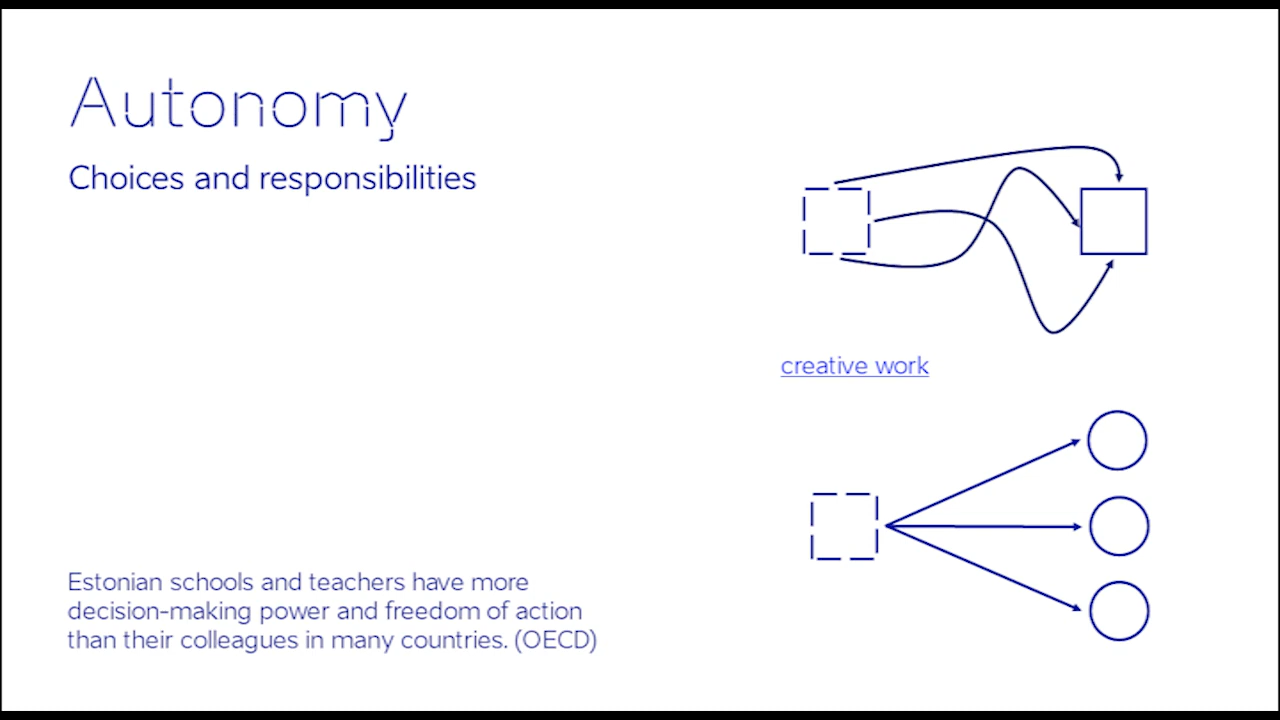 Autonomy
Choices and responsibilities
creative work
Estonian schools and teachers have more
decision-making power and freedom of action
than their colleagues in many countries. (OECD)